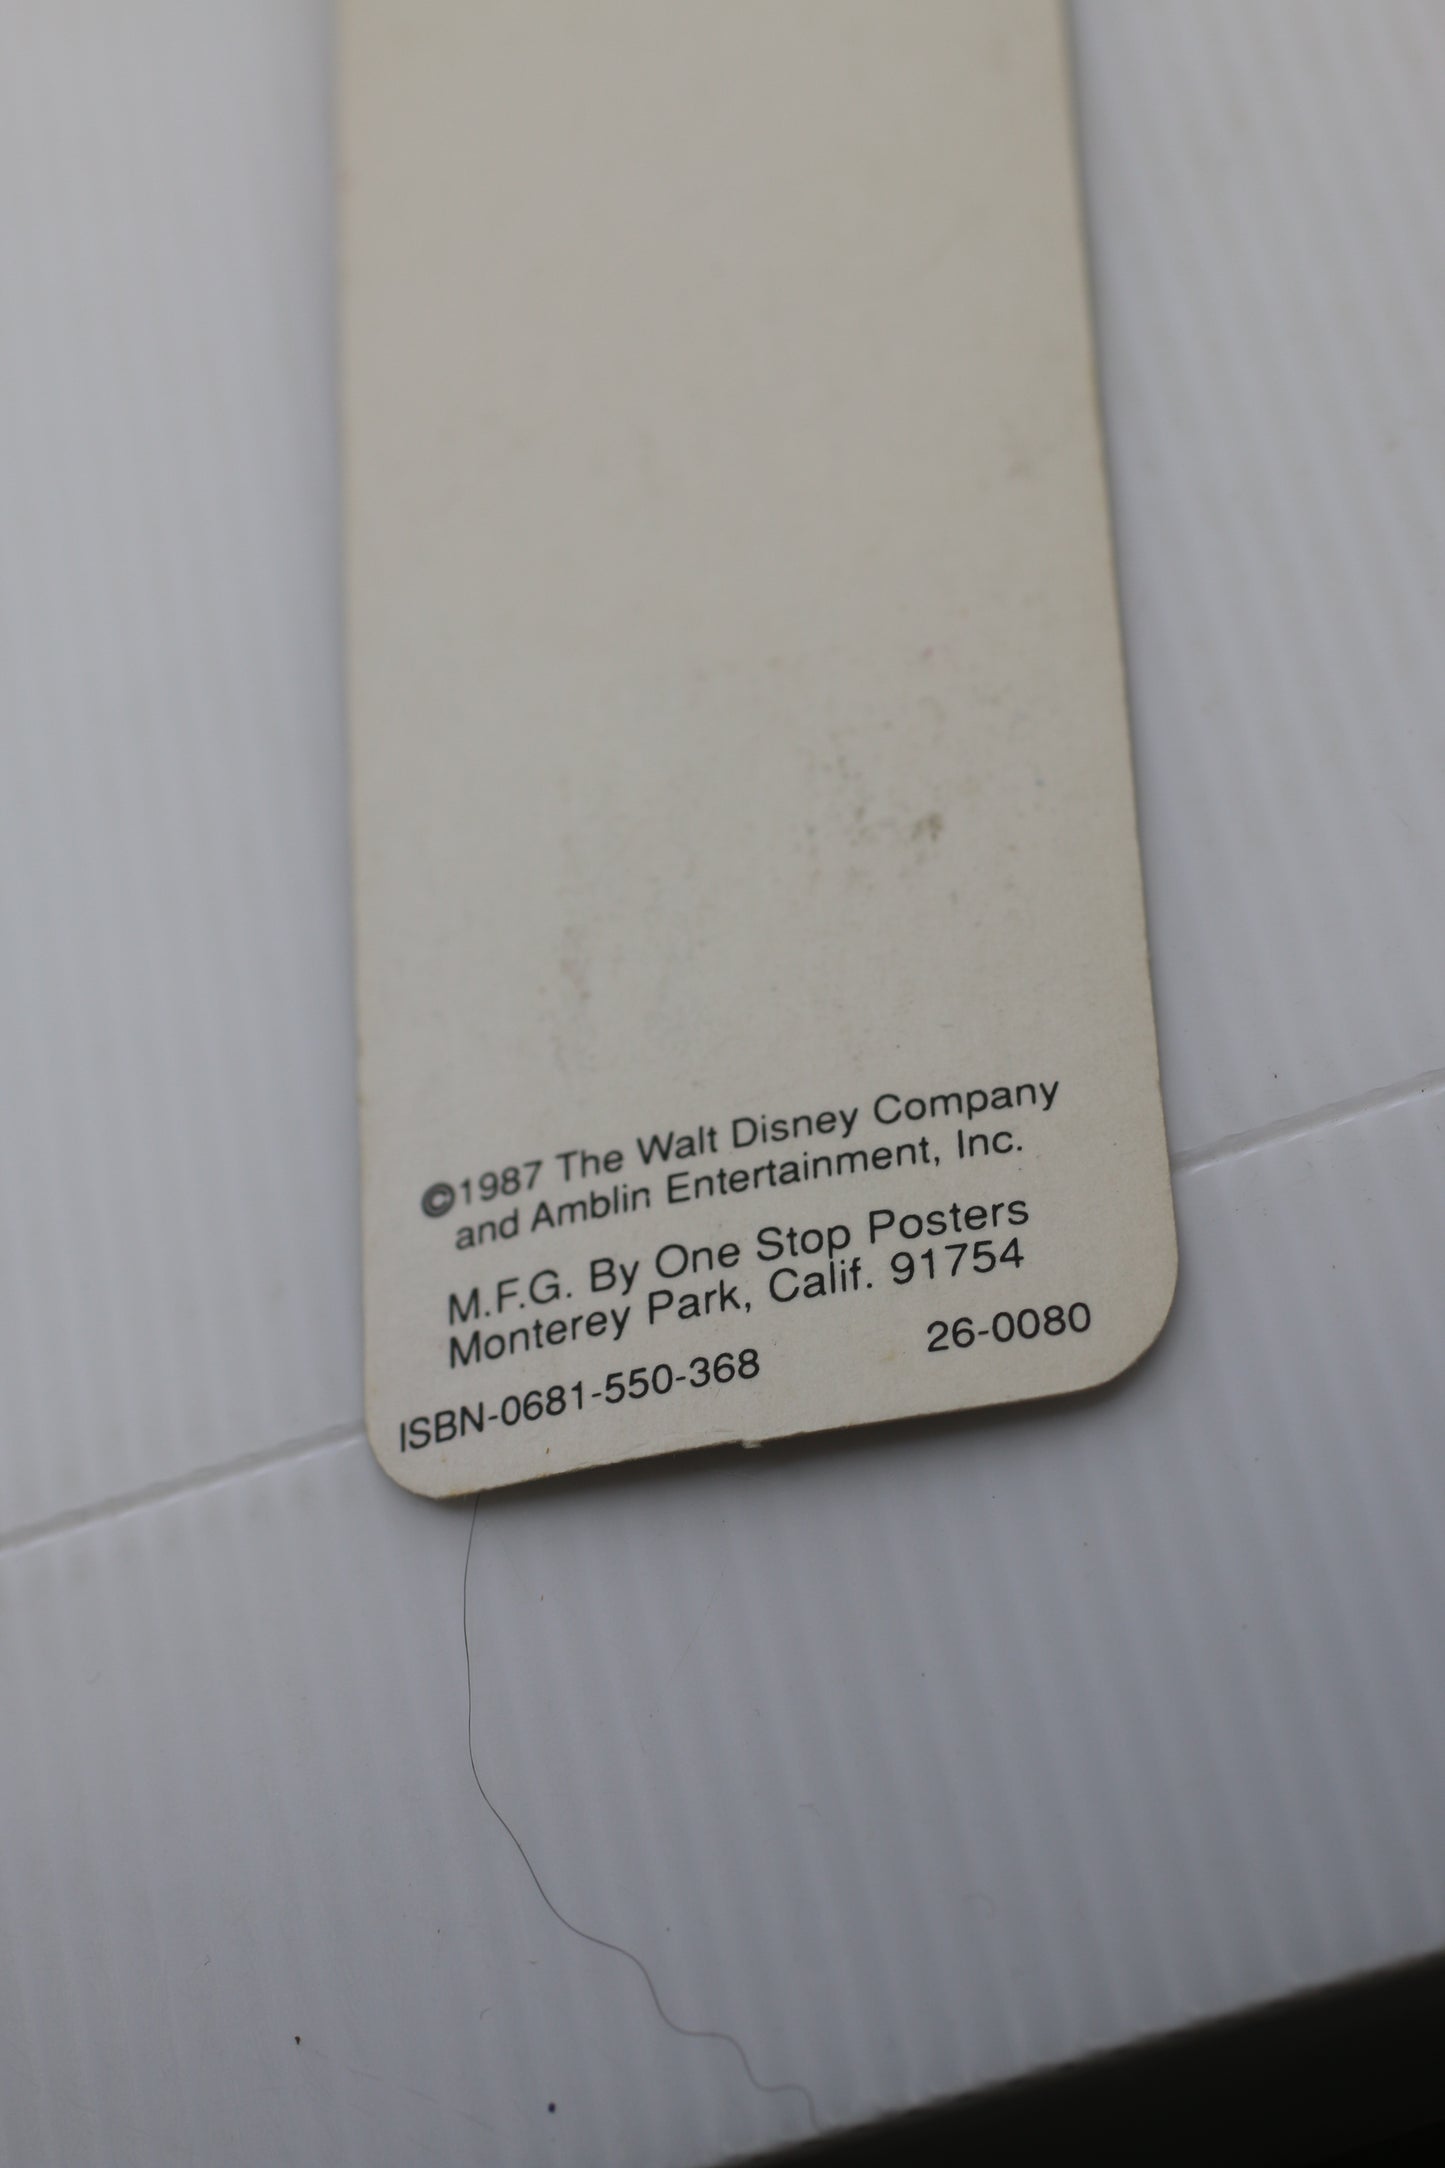 ©1987 The Walt Disney Company
and Amblin Entertainment, Inc.
M.F.G. By One Stop Posters
Monterey Park, Calif. 91754
ISBN-0681-550-368 26-0080